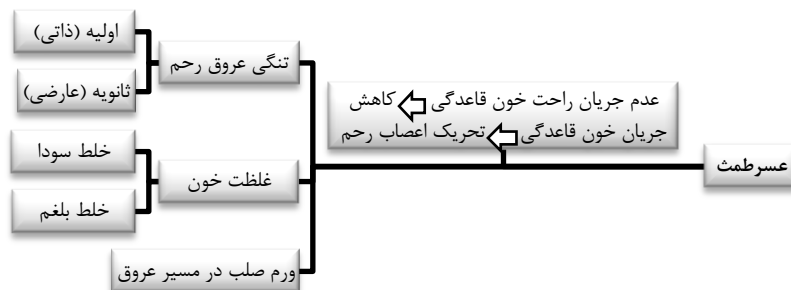 عسرطمث
عدم جریان راحت خون قاعدگی کاهش
جریان خون قاعدگی تحریک اعصاب رحم
تنگی عروق رحم
اولیه (ذاتی)
ثانویه (عارضی)
غلظت خون
خلط سودا
خلط بلغم
ورم صلب در مسیر عروق